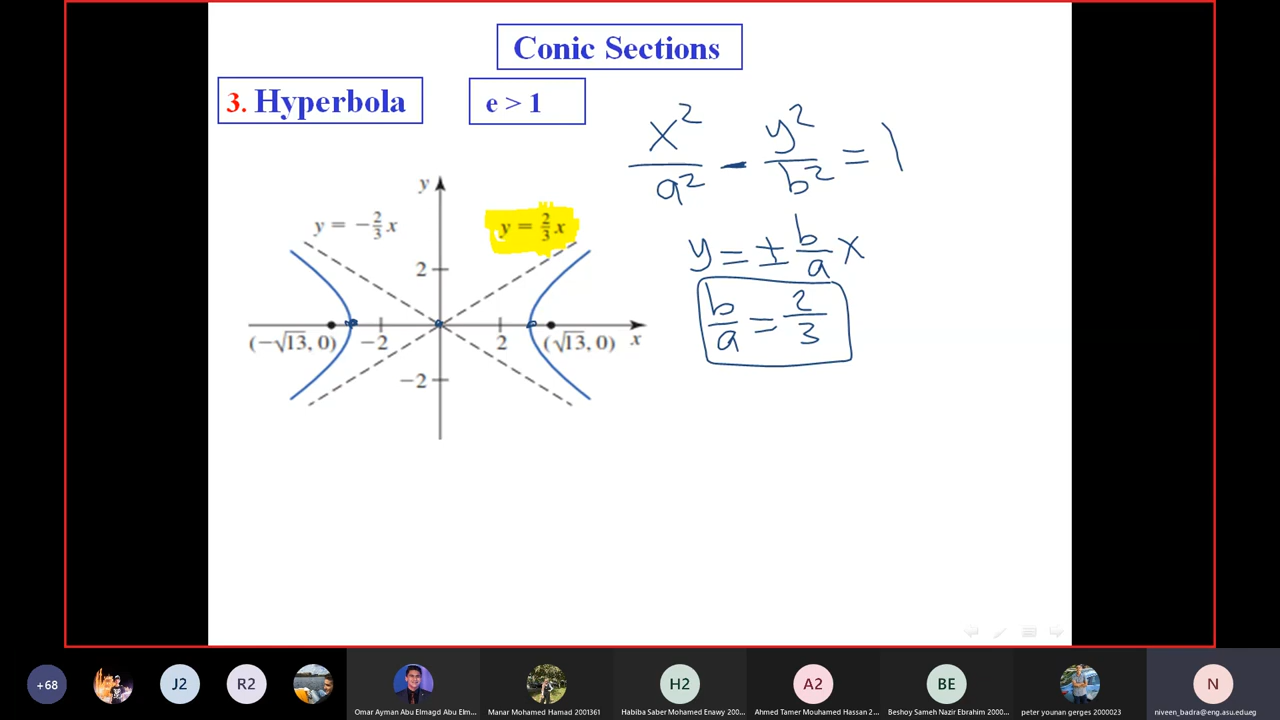 Conic Sections
3. Hyperbola
e > 1
x²/a² - y²/b² = 1
y
y = -2/3 x
y = 2/3 x
y = ± b/a x
2
b/a = 2/3
(-√13, 0)
-2
2
(√13, 0)
x
-2
+68
J2
R2
H2
A2
BE
N
Omar Ayman Abu Elmagd Abu Elm...
Manar Mohamed Hamad 2001361
Habiba Saber Mohamed Enawy 200...
Ahmed Tamer Mouhamed Hassan 2...
Beshoy Sameh Nazir Ebrahim 2000...
peter younan gerges 2000023
niveen_badra@eng.asu.edu.eg